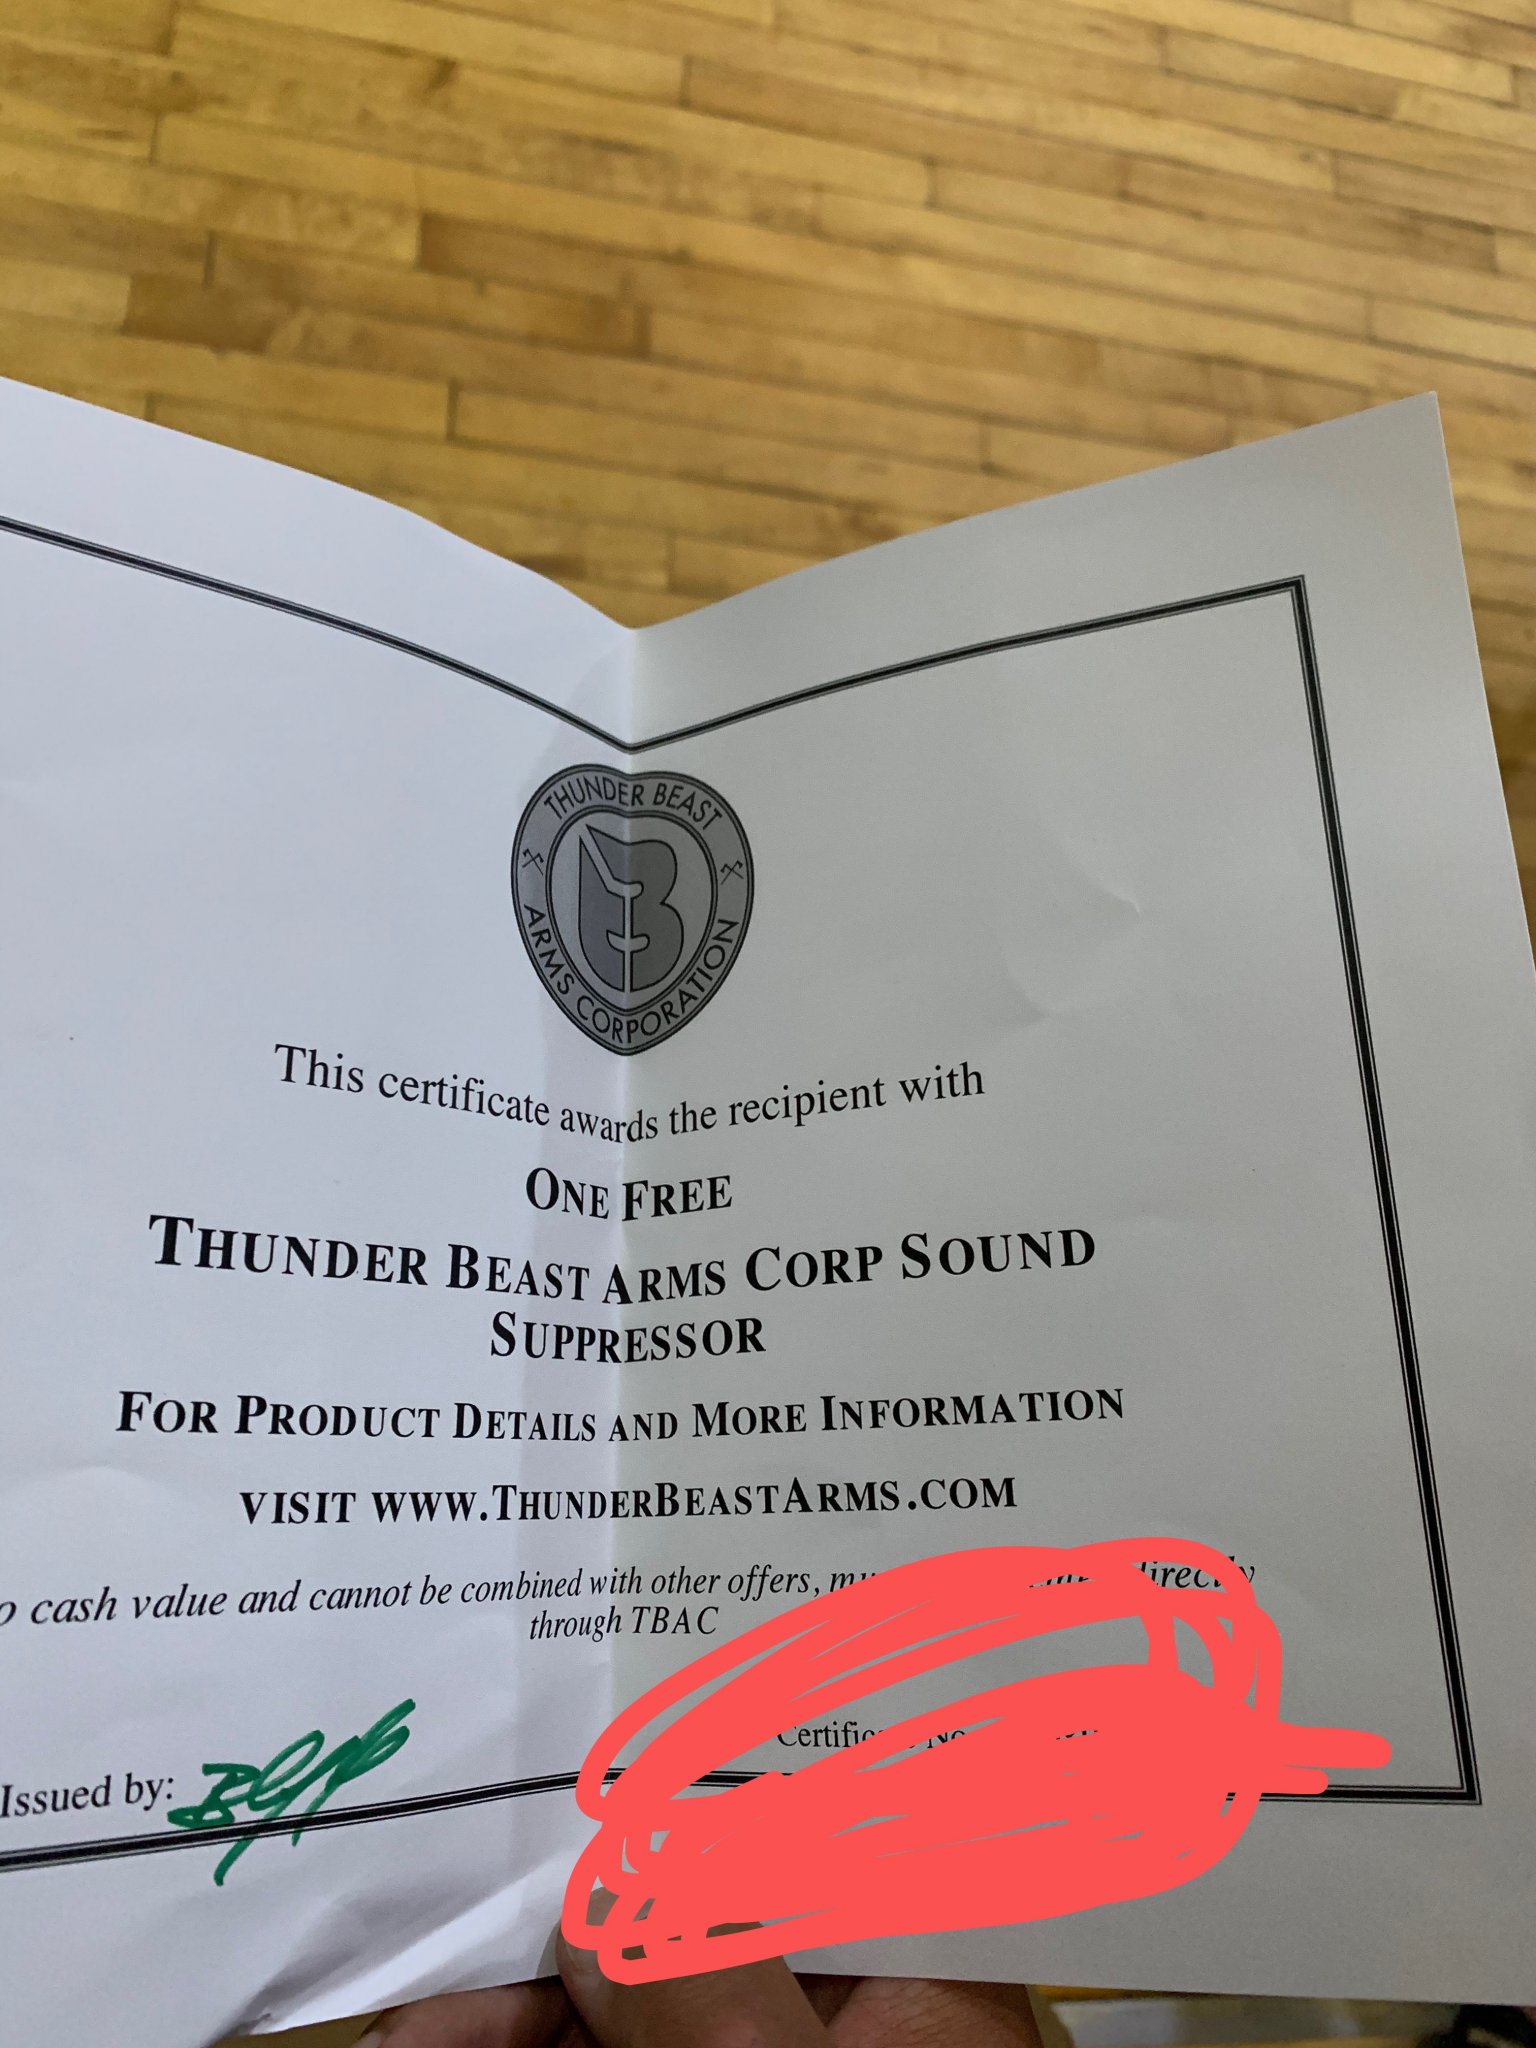 THUNDER BEAST
ARMS CORPORATION
This certificate awards the recipient with
ONE FREE
THUNDER BEAST ARMS CORP SOUND
SUPPRESSOR
FOR PRODUCT DETAILS AND MORE INFORMATION
VISIT WWW.THUNDERBEASTARMS.COM
cash value and cannot be combined with other offers, directly
through TBAC
Issued by: